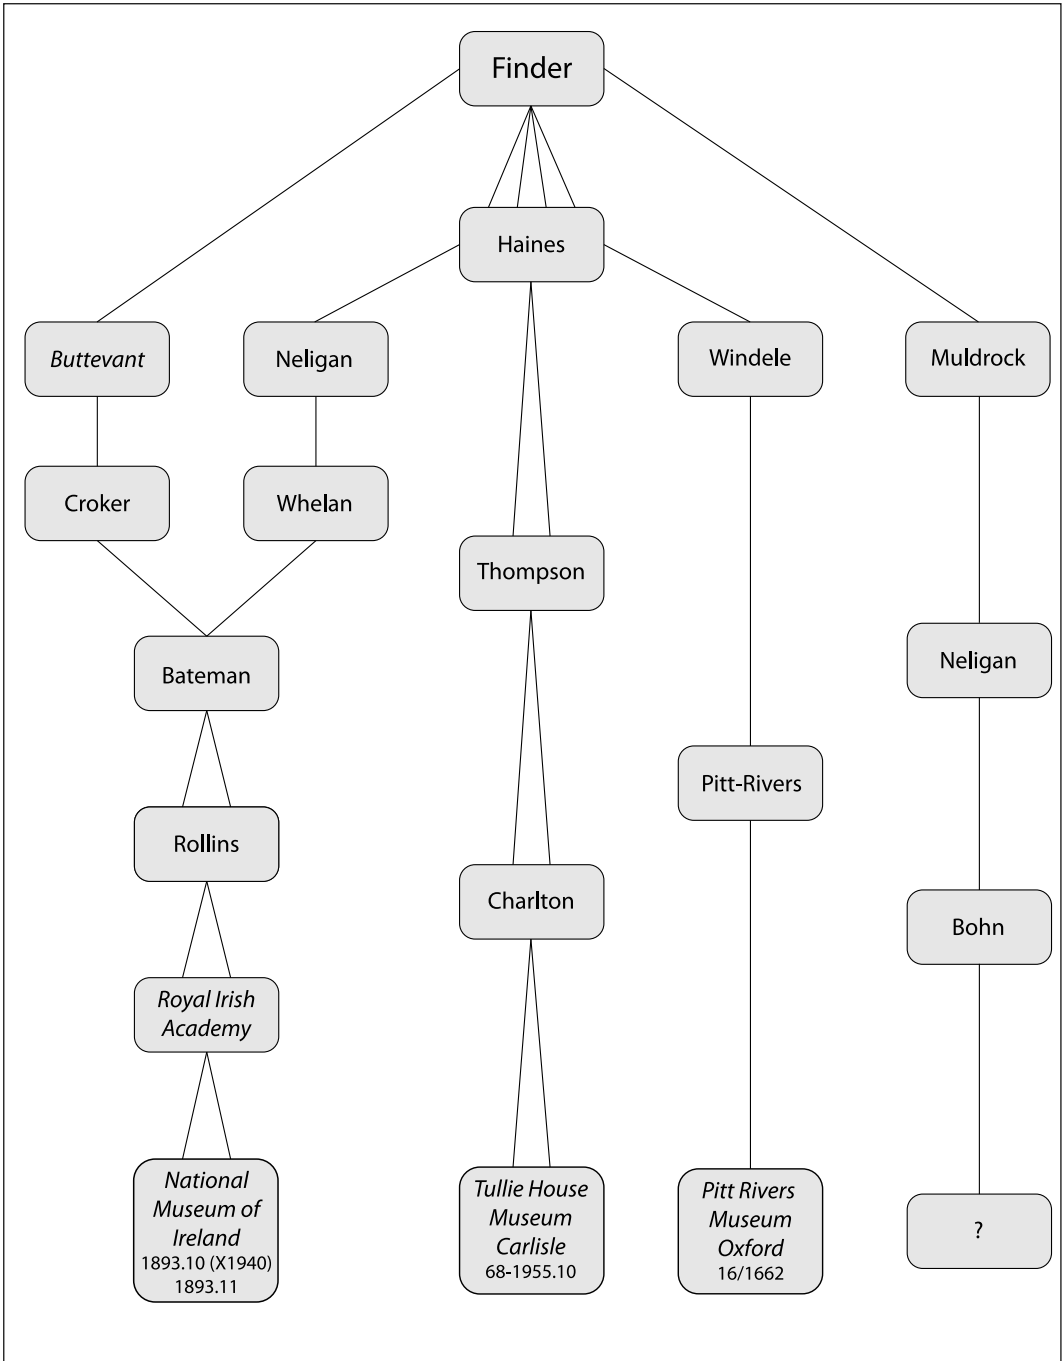 Finder
Haines
Buttevant
Neligan
Windele
Muldrock
Croker
Whelan
Thompson
Bateman
Neligan
Pitt-Rivers
Rollins
Charlton
Bohn
Royal Irish
Academy
National
Museum of
Ireland
1893.10 (X1940)
1893.11
Tullie House
Museum
Carlisle
68-1955.10
Pitt Rivers
Museum
Oxford
16/1662
?